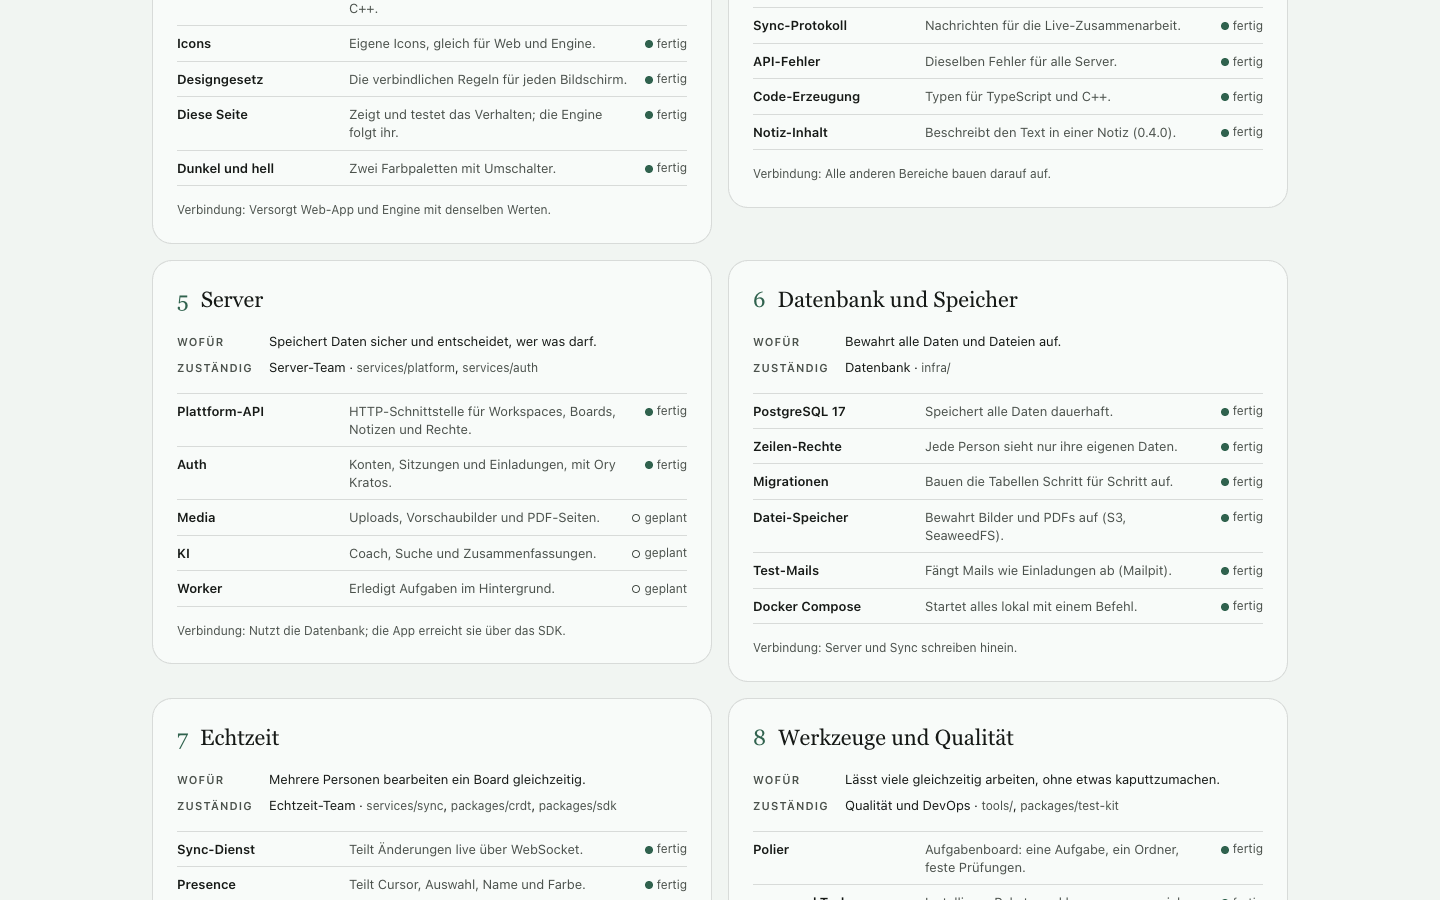 C++.
Icons Eigene Icons, gleich für Web und Engine. fertig
Designgesetz Die verbindlichen Regeln für jeden Bildschirm. fertig
Diese Seite Zeigt und testet das Verhalten; die Engine fertig
folgt ihr.
Dunkel und hell Zwei Farbpaletten mit Umschalter. fertig
Verbindung: Versorgt Web-App und Engine mit denselben Werten.
Sync-Protokoll Nachrichten für die Live-Zusammenarbeit. fertig
API-Fehler Dieselben Fehler für alle Server. fertig
Code-Erzeugung Typen für TypeScript und C++. fertig
Notiz-Inhalt Beschreibt den Text in einer Notiz (0.4.0). fertig
Verbindung: Alle anderen Bereiche bauen darauf auf.
5 Server
WOFÜR Speichert Daten sicher und entscheidet, wer was darf.
ZUSTÄNDIG Server-Team · services/platform, services/auth
Plattform-API HTTP-Schnittstelle für Workspaces, Boards, fertig
Notizen und Rechte.
Auth Konten, Sitzungen und Einladungen, mit Ory fertig
Kratos.
Media Uploads, Vorschaubilder und PDF-Seiten. geplant
KI Coach, Suche und Zusammenfassungen. geplant
Worker Erledigt Aufgaben im Hintergrund. geplant
Verbindung: Nutzt die Datenbank; die App erreicht sie über das SDK.
6 Datenbank und Speicher
WOFÜR Bewahrt alle Daten und Dateien auf.
ZUSTÄNDIG Datenbank · infra/
PostgreSQL 17 Speichert alle Daten dauerhaft. fertig
Zeilen-Rechte Jede Person sieht nur ihre eigenen Daten. fertig
Migrationen Bauen die Tabellen Schritt für Schritt auf. fertig
Datei-Speicher Bewahrt Bilder und PDFs auf (S3, fertig
SeaweedFS).
Test-Mails Fängt Mails wie Einladungen ab (Mailpit). fertig
Docker Compose Startet alles lokal mit einem Befehl. fertig
Verbindung: Server und Sync schreiben hinein.
7 Echtzeit
WOFÜR Mehrere Personen bearbeiten ein Board gleichzeitig.
ZUSTÄNDIG Echtzeit-Team · services/sync, packages/crdt, packages/sdk
Sync-Dienst Teilt Änderungen live über WebSocket. fertig
Presence Teilt Cursor, Auswahl, Name und Farbe. fertig
8 Werkzeuge und Qualität
WOFÜR Lässt viele gleichzeitig arbeiten, ohne etwas kaputtzumachen.
ZUSTÄNDIG Qualität und DevOps · tools/, packages/test-kit
Polier Aufgabenboard: eine Aufgabe, ein Ordner, fertig
feste Prüfungen.